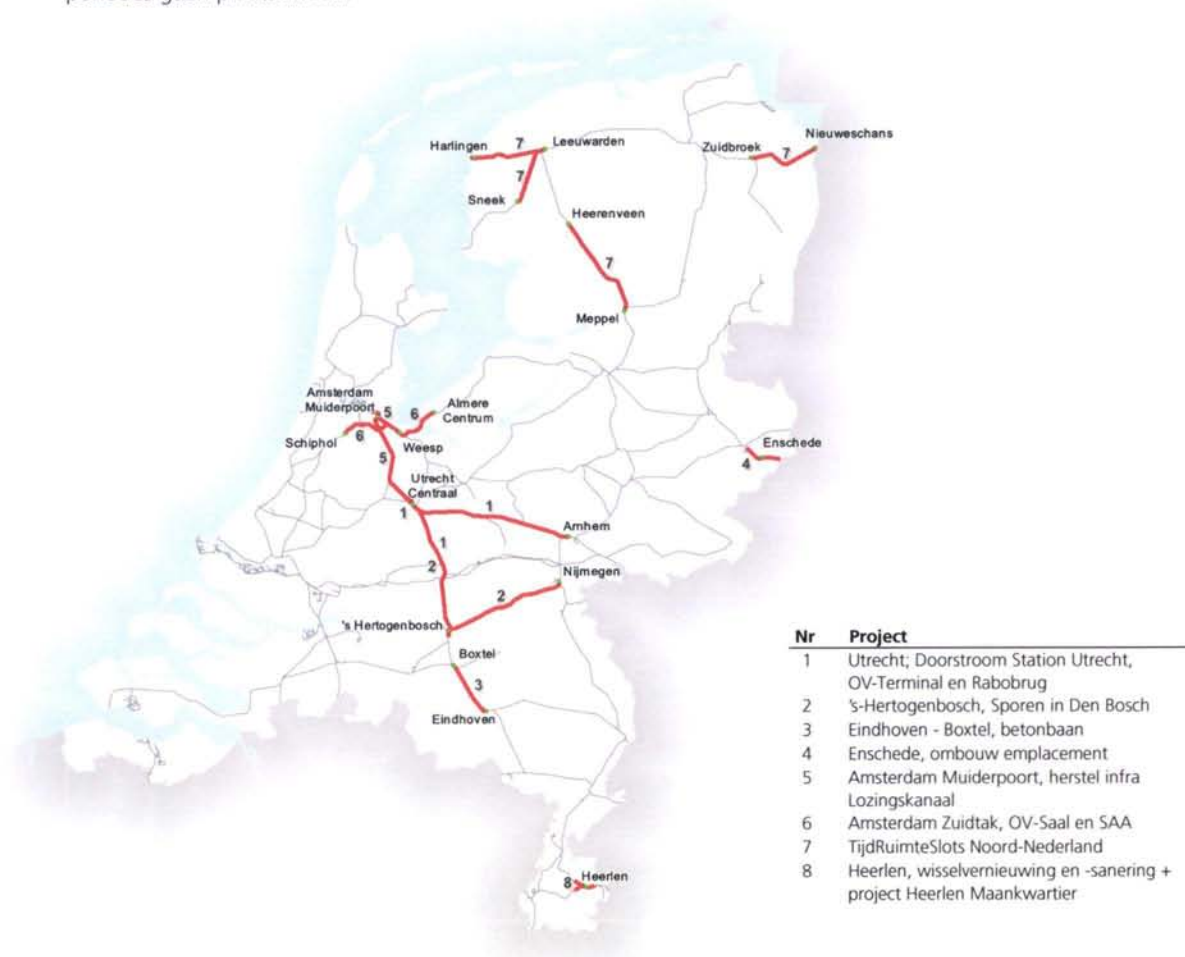 Harlingen
7
Leeuwarden
7
Sneek
Zuidbroek
7
Nieuweschans
Heerenveen
7
Meppel
Amsterdam
Muiderpoort
5
6
Almere
Centrum
Schiphol
6
Weesp
5
Utrecht
Centraal
1
1
1
2
Enschede
4
Arnhem
Nijmegen
2
's Hertogenbosch
Boxtel
3
Eindhoven
8
Heerlen
Nr Project
1 Utrecht; Doorstroom Station Utrecht,
OV-Terminal en Rabobrug
2 's-Hertogenbosch, Sporen in Den Bosch
3 Eindhoven - Boxtel, betonbaan
4 Enschede, ombouw emplacement
5 Amsterdam Muiderpoort, herstel infra
Lozingskanaal
6 Amsterdam Zuidtak, OV-Saal en SAA
7 TijdRuimteSlots Noord-Nederland
8 Heerlen, wisselvernieuwing en -sanering +
project Heerlen Maankwartier